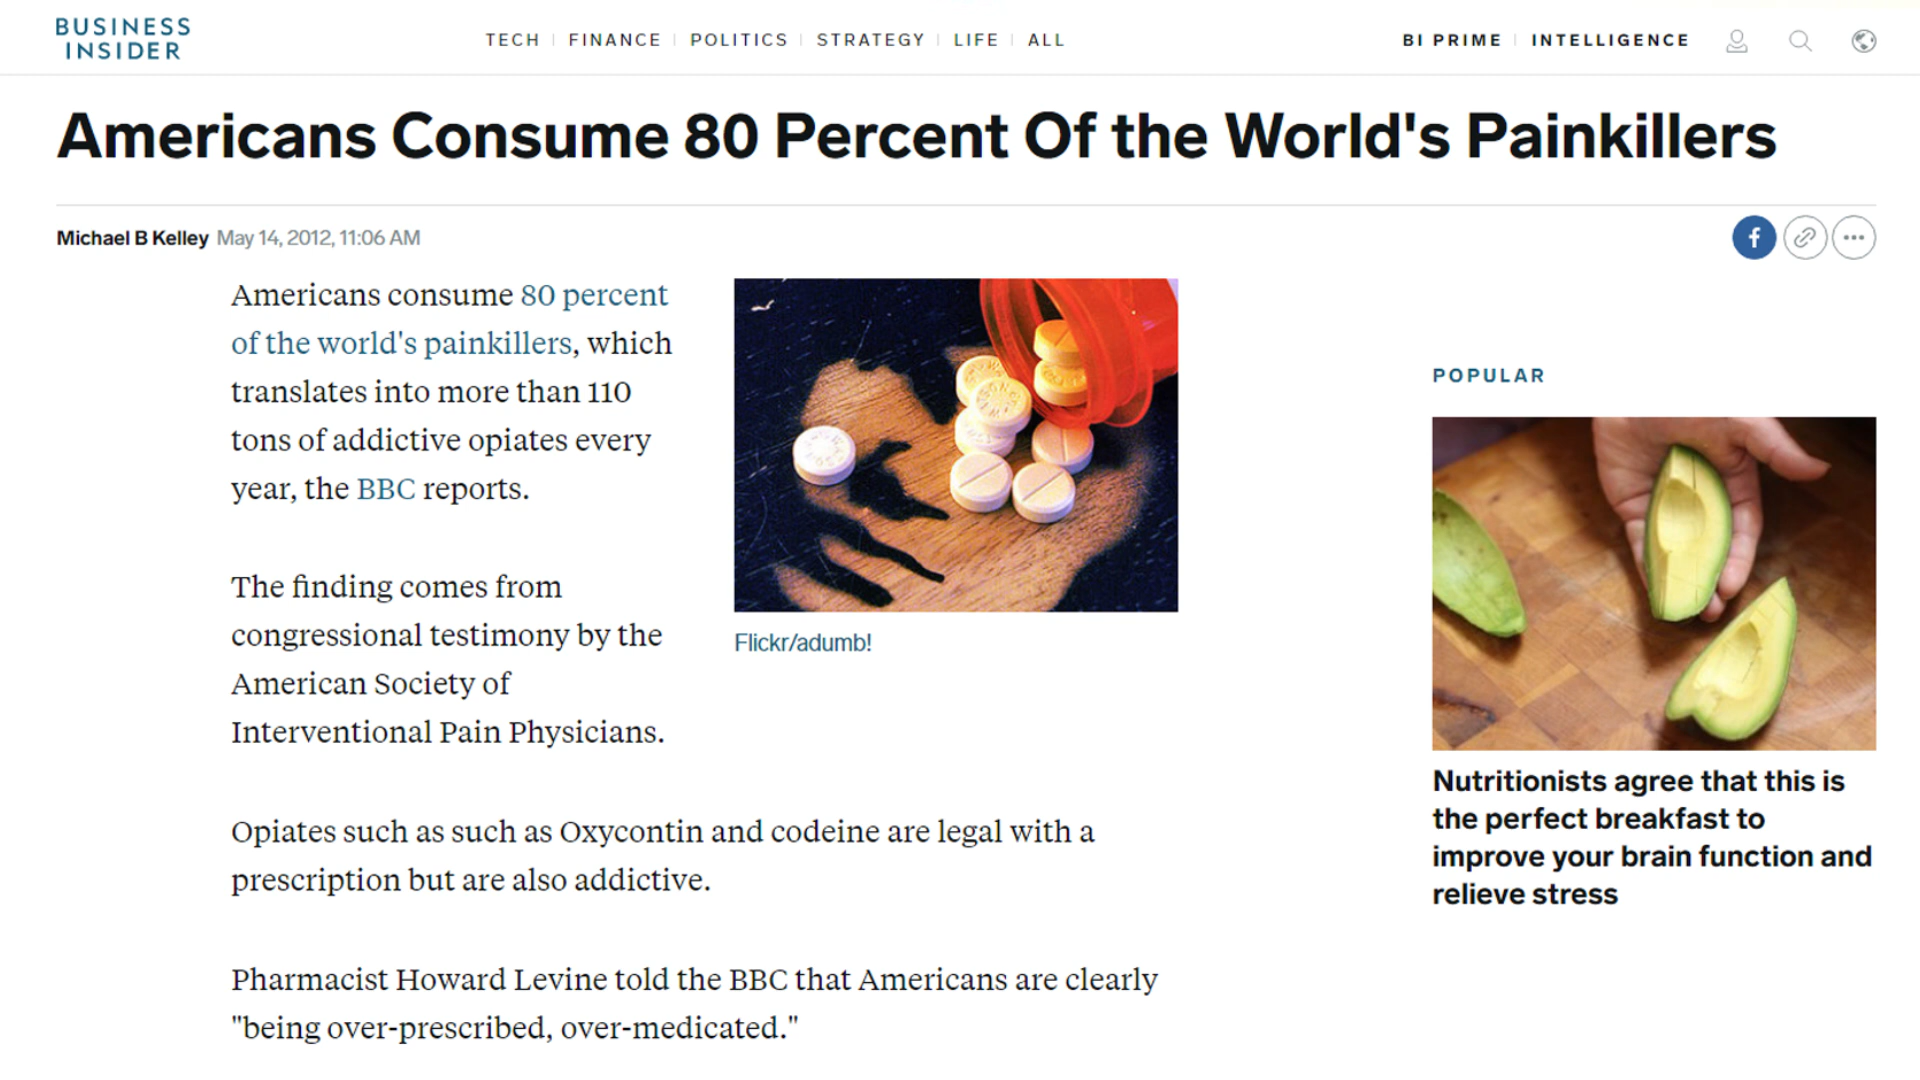 BUSINESS
INSIDER
TECH | FINANCE | POLITICS | STRATEGY | LIFE | ALL
BI PRIME | INTELLIGENCE
Americans Consume 80 Percent Of the World's Painkillers
Michael B Kelley May 14, 2012, 11:06 AM
Americans consume 80 percent
of the world's painkillers, which
translates into more than 110
tons of addictive opiates every
year, the BBC reports.
The finding comes from
congressional testimony by the
American Society of
Interventional Pain Physicians.
Flickr/adumb!
Opiates such as such as Oxycontin and codeine are legal with a
prescription but are also addictive.
Pharmacist Howard Levine told the BBC that Americans are clearly
"being over-prescribed, over-medicated."
POPULAR
Nutritionists agree that this is
the perfect breakfast to
improve your brain function and
relieve stress